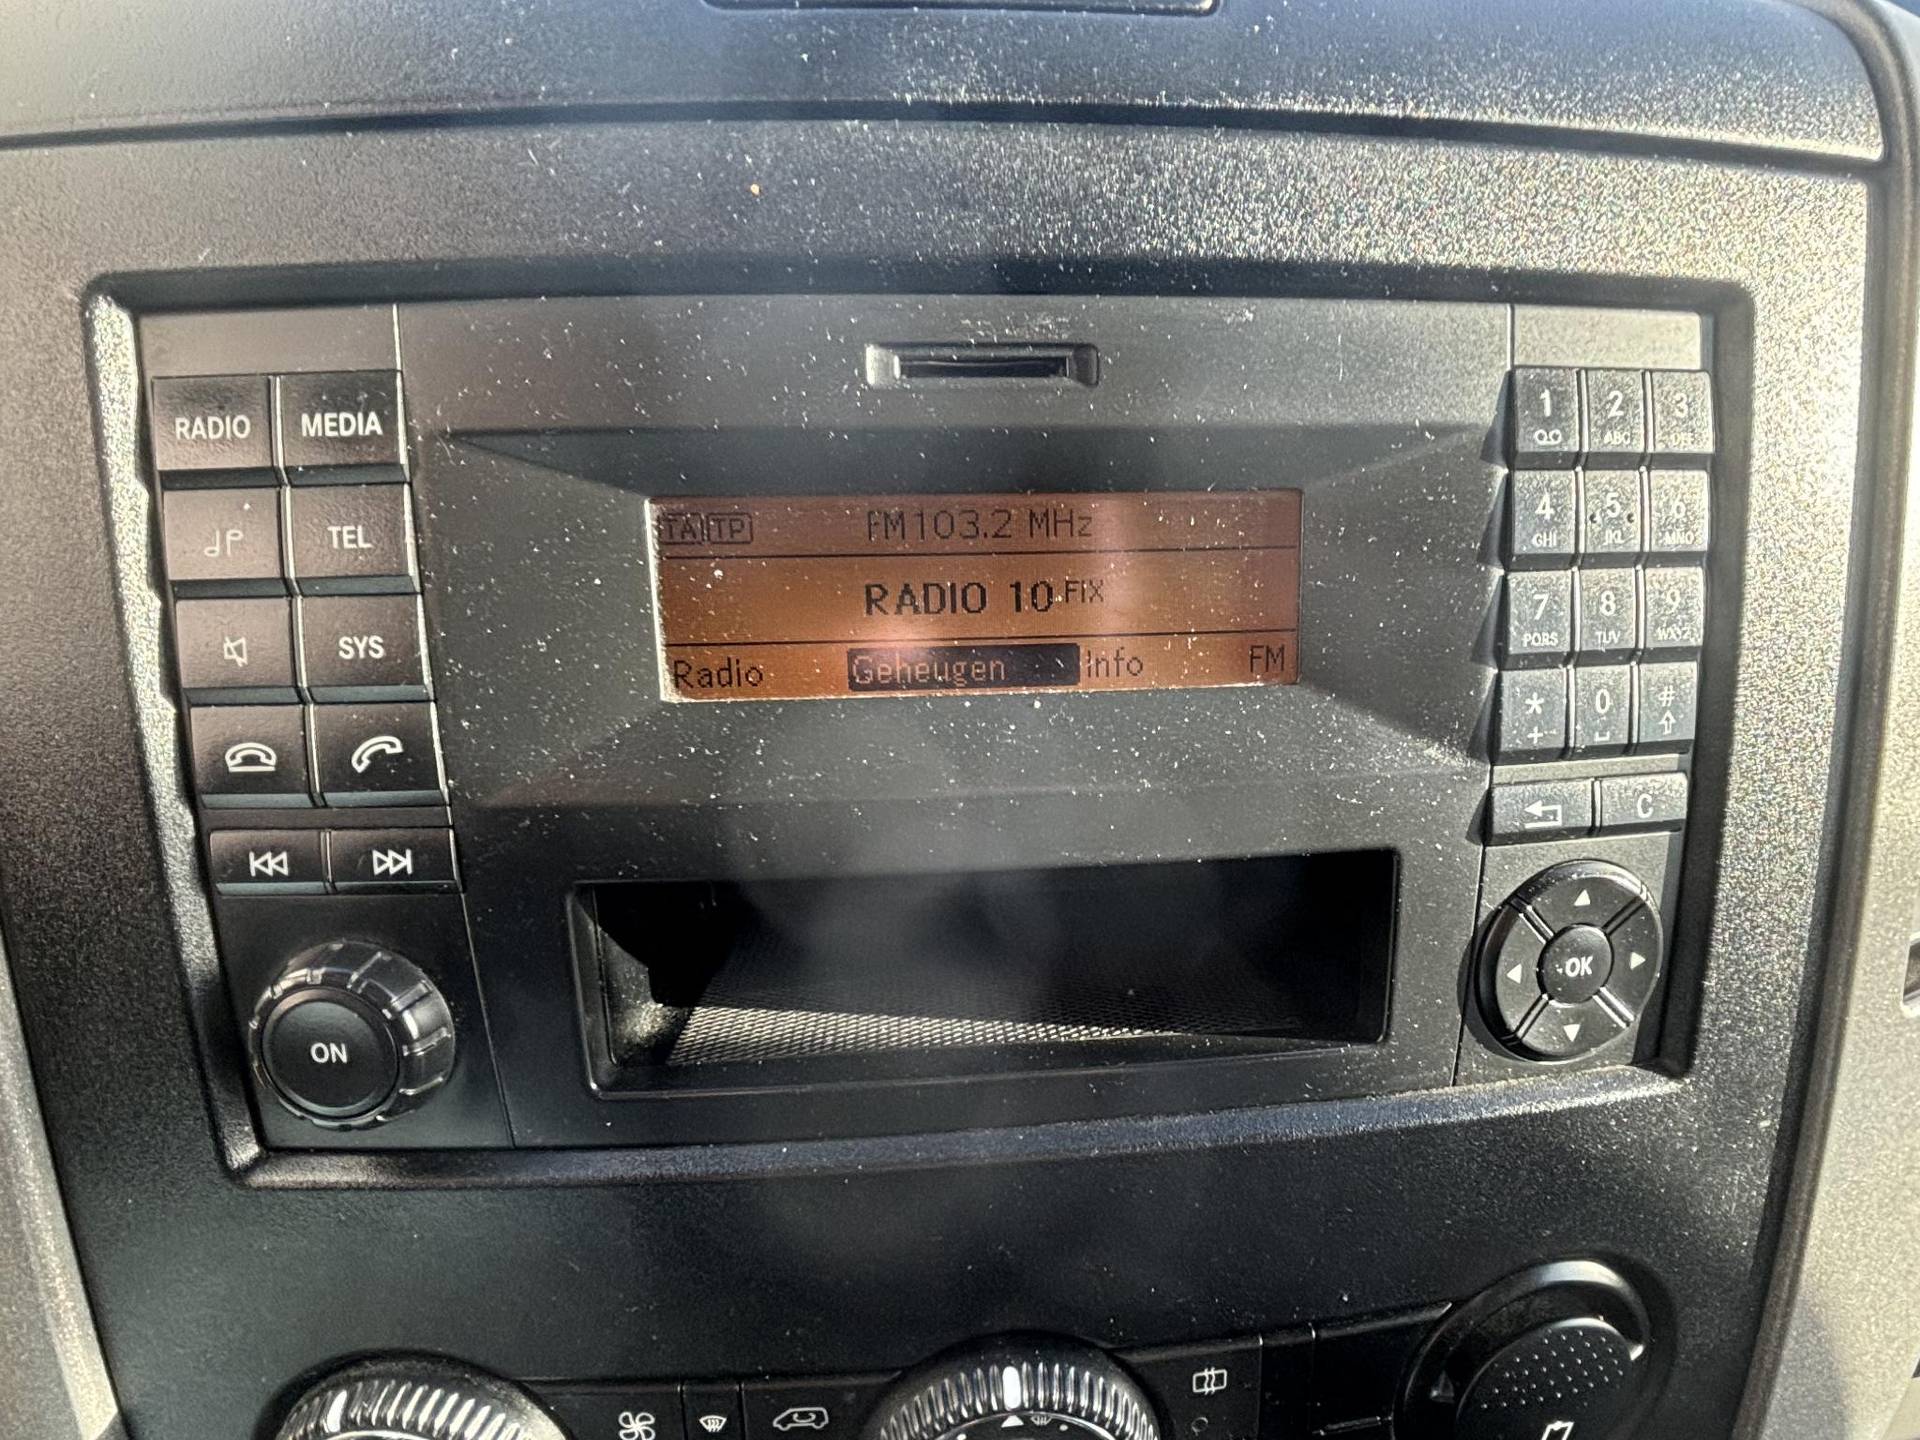 RADIO MEDIA
TEL
SYS
ON
TA TP FM 103.2 MHz
RADIO 10 FIX
Radio Geheugen Info FM
1 2 ABC 3 DEF
4 GHI 5 JKL 6 MNO
7 PQRS 8 TUV 9 WXYZ
* + 0 #
C
OK